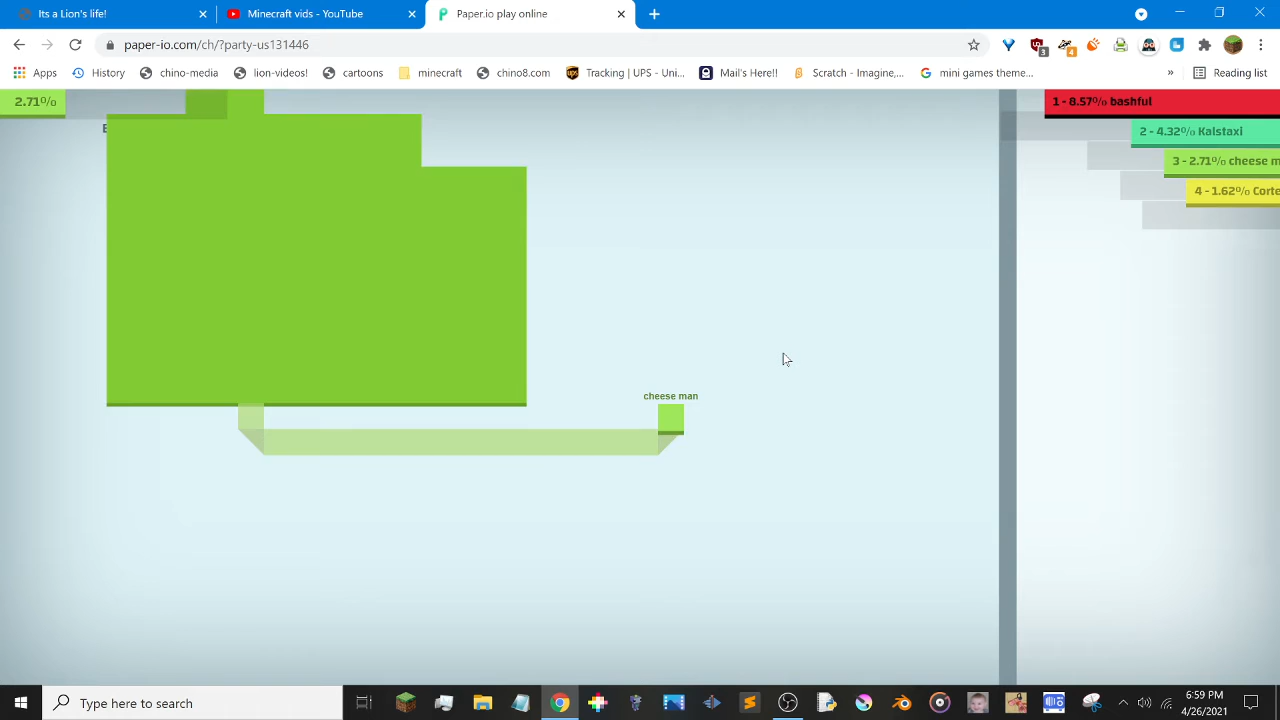 Its a Lion's life!
Minecraft vids - YouTube
Paper.io play online
paper-io.com/ch/?party-us131446
3
4
Apps
History
chino-media
lion-videos!
cartoons
minecraft
chino8.com
Tracking | UPS - Uni...
Mail's Here!!
Scratch - Imagine,...
mini games theme...
»
Reading list
2.71%
1 - 8.57% bashful
2 - 4.32% Kalstaxi
3 - 2.71% cheese m
4 - 1.62% Corte
cheese man
Type here to search
6:59 PM
4/26/2021